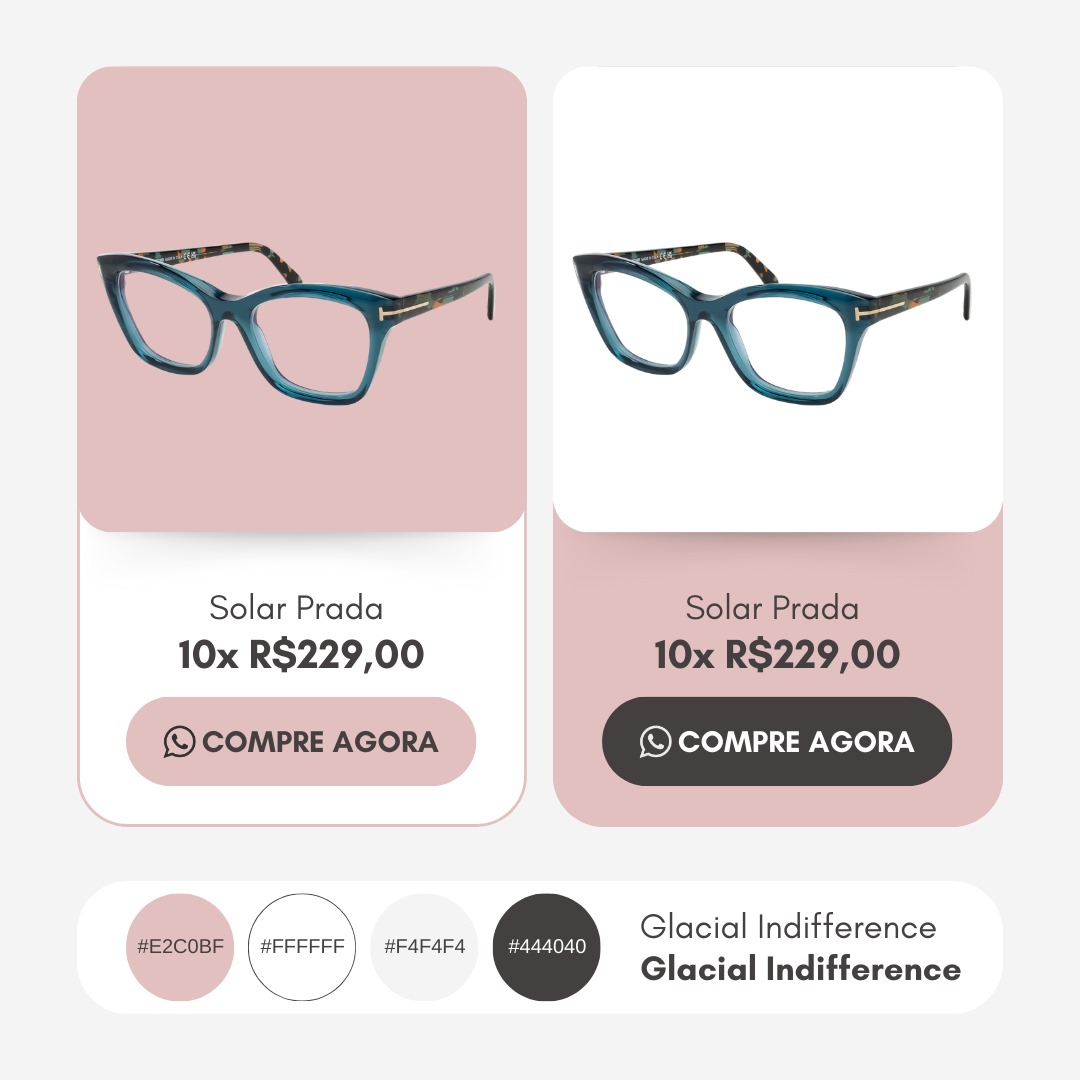 Solar Prada
10x R$229,00
COMPRE AGORA
Solar Prada
10x R$229,00
COMPRE AGORA
#E2C0BF
#FFFFFF
#F4F4F4
#444040
Glacial Indifference
Glacial Indifference